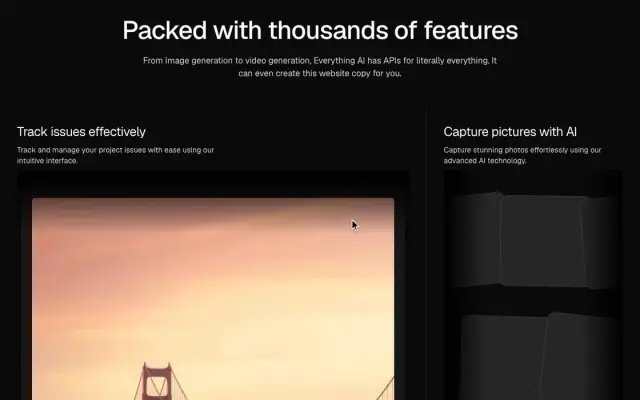 Packed with thousands of features
From Image generation to video generation, Everything AI has APIs for literally everything. It
can even create this website copy for you.
Track issues effectively
Track and manage your project issues with ease using our
intuitive interface.
Capture pictures with AI
Capture stunning photos effortlessly using our
advanced AI technology.